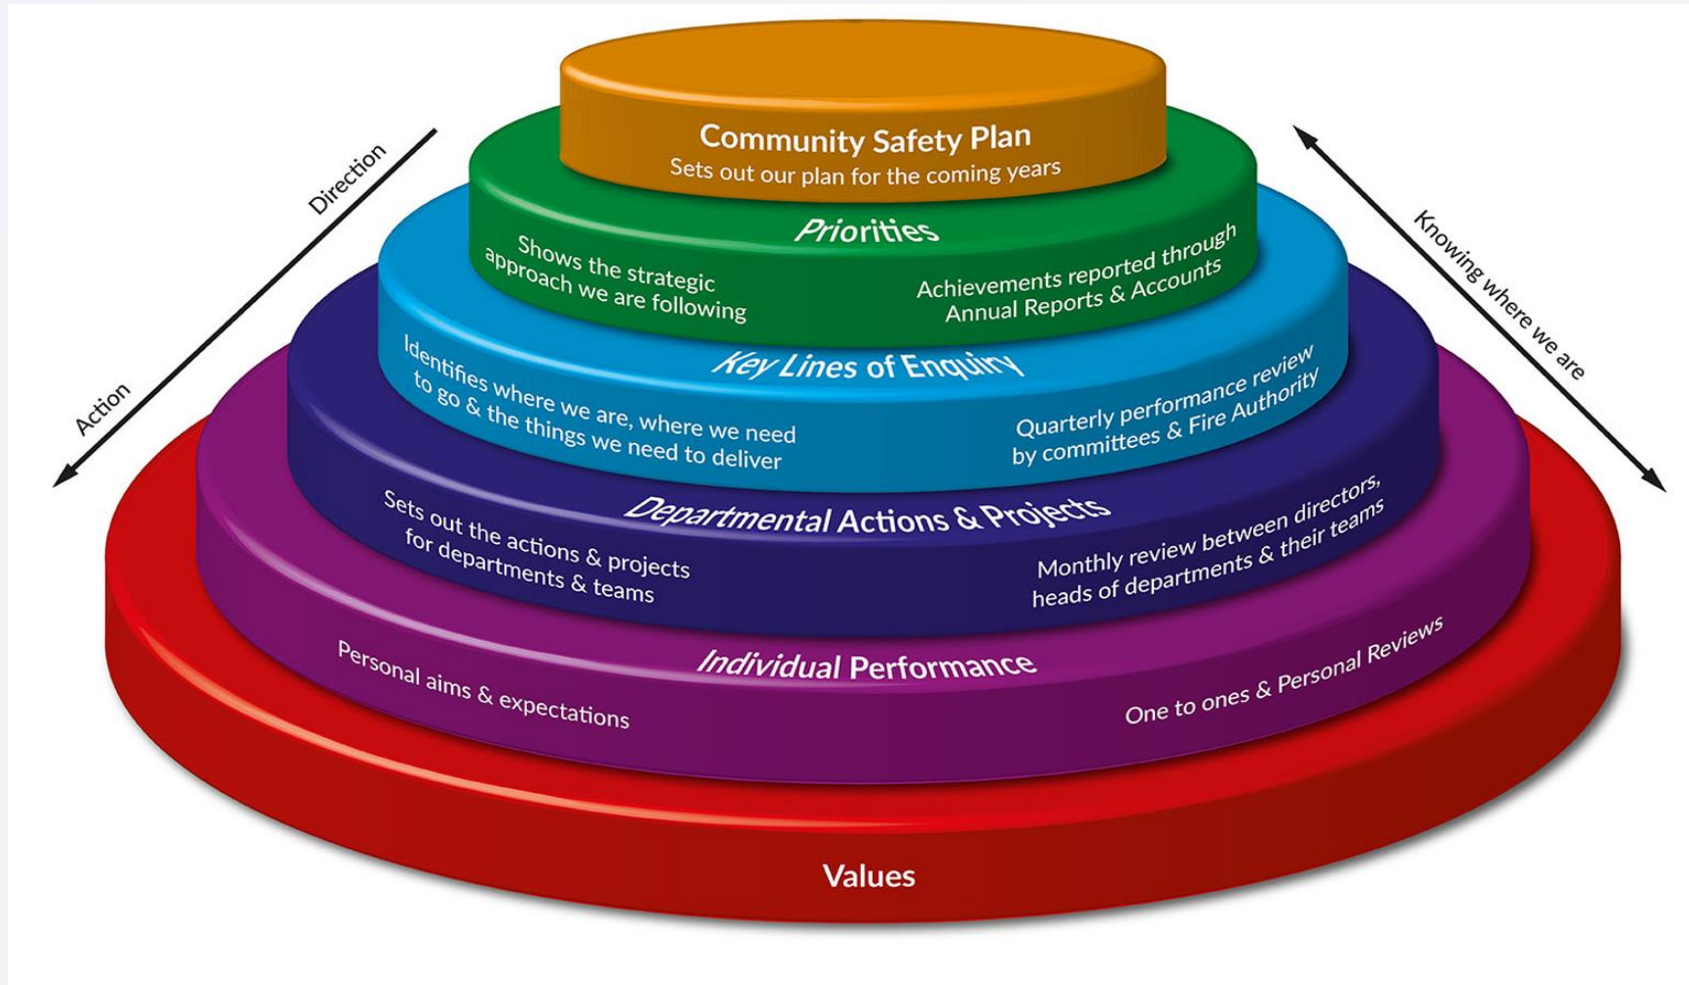 Community Safety Plan
Sets out our plan for the coming years
Direction
Action
Knowing where we are
Priorities
Shows the strategic
approach we are following
Achievements reported through
Annual Reports & Accounts
Key Lines of Enquiry
Identifies where we are, where we need
to go & the things we need to deliver
Quarterly performance review
by committees & Fire Authority
Departmental Actions & Projects
Sets out the actions & projects
for departments & teams
Monthly review between directors,
heads of departments & their teams
Individual Performance
Personal aims & expectations
One to ones & Personal Reviews
Values